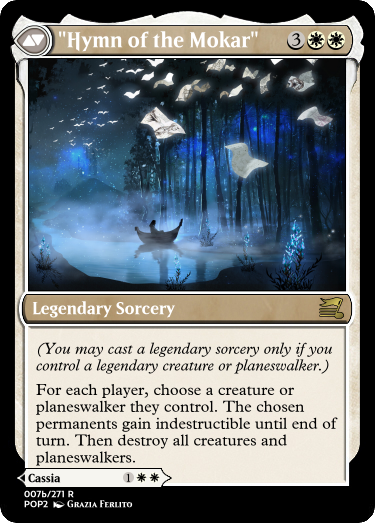 "Hymn of the Mokar" 3
Legendary Sorcery
(You may cast a legendary sorcery only if you
control a legendary creature or planeswalker.)
For each player, choose a creature or
planeswalker they control. The chosen
permanents gain indestructible until end of
turn. Then destroy all creatures and
planeswalkers.
Cassia 1
007b/271 R
POP2 Grazia Ferlito